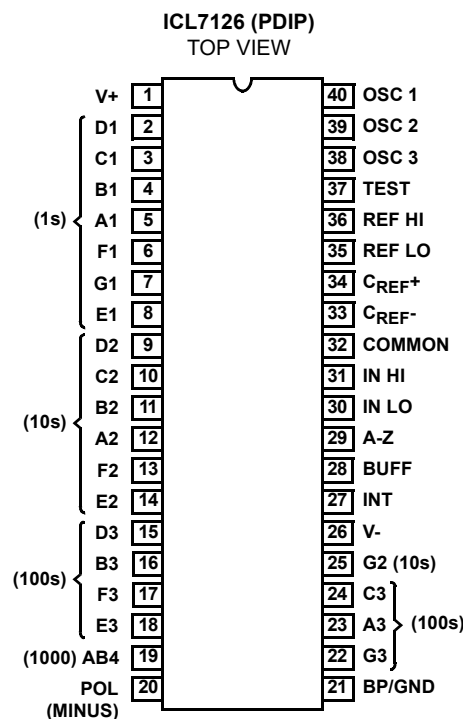 ICL7126 (PDIP)
TOP VIEW
V+ 1 40 OSC 1
D1 2 39 OSC 2
C1 3 38 OSC 3
B1 4 37 TEST
(1s) A1 5 36 REF HI
F1 6 35 REF LO
G1 7 34 CREF+
E1 8 33 CREF-
D2 9 32 COMMON
C2 10 31 IN HI
B2 11 30 IN LO
(10s) A2 12 29 A-Z
F2 13 28 BUFF
E2 14 27 INT
D3 15 26 V-
B3 16 25 G2 (10s)
(100s) F3 17 24 C3
E3 18 23 A3 (100s)
(1000) AB4 19 22 G3
POL 20 21 BP/GND
(MINUS)